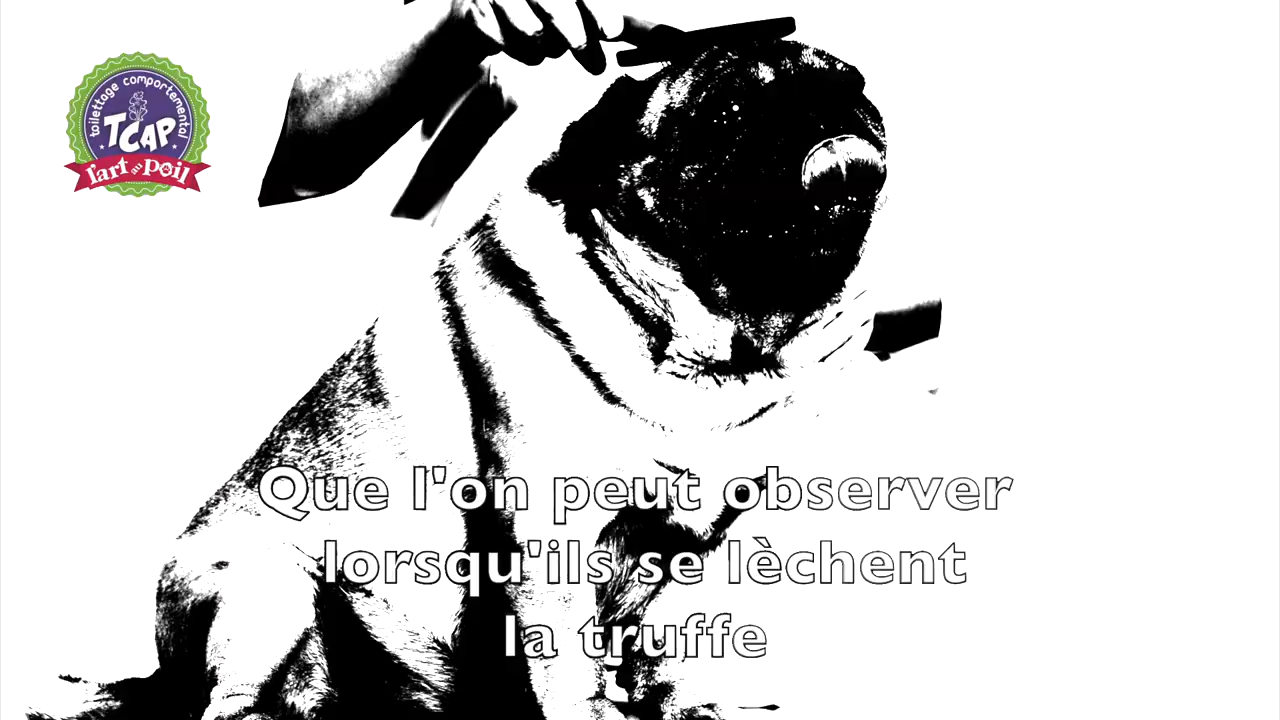 toilettage comportemental
TCAP
l'art au Poil
Que l'on peut observer
lorsqu'ils se lèchent
la truffe